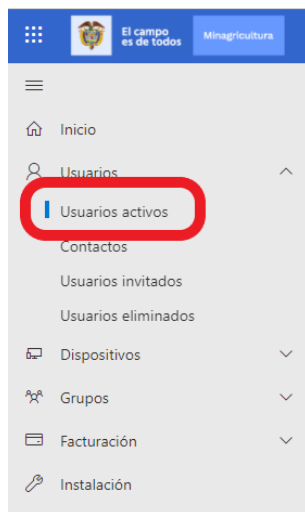 El campo
es de todos
Minagricultura
Inicio
Usuarios
Usuarios activos
Contactos
Usuarios invitados
Usuarios eliminados
Dispositivos
Grupos
Facturación
Instalación